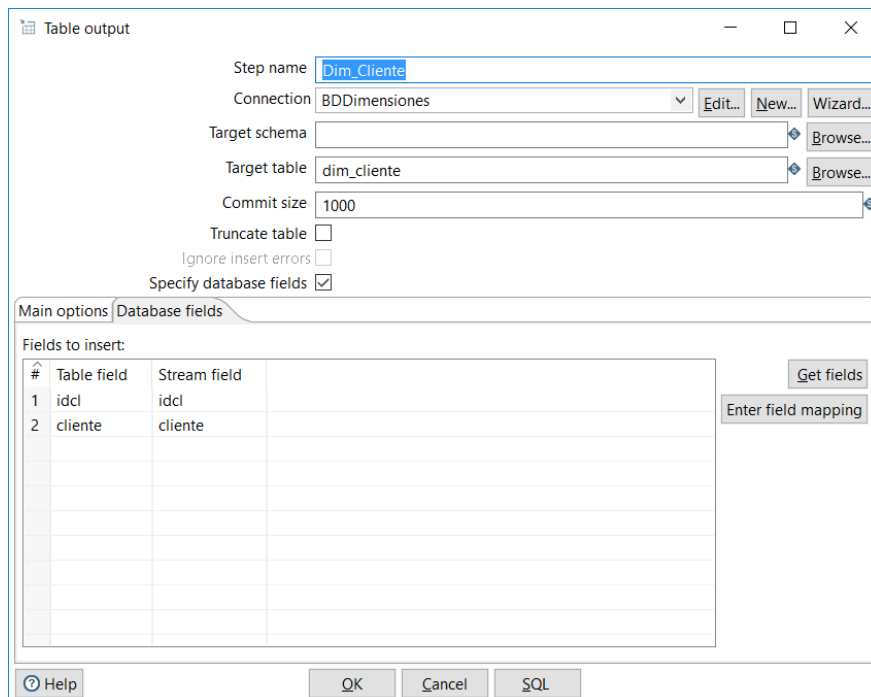 Table output
Step name Dim_Cliente
Connection BDDimensiones Edit... New... Wizard...
Target schema Browse...
Target table dim_cliente Browse...
Commit size 1000
Truncate table
Ignore insert errors
Specify database fields
Main options Database fields
Fields to insert:
# Table field Stream field Get fields
1 idcl idcl
Enter field mapping
2 cliente cliente
Help OK Cancel SQL